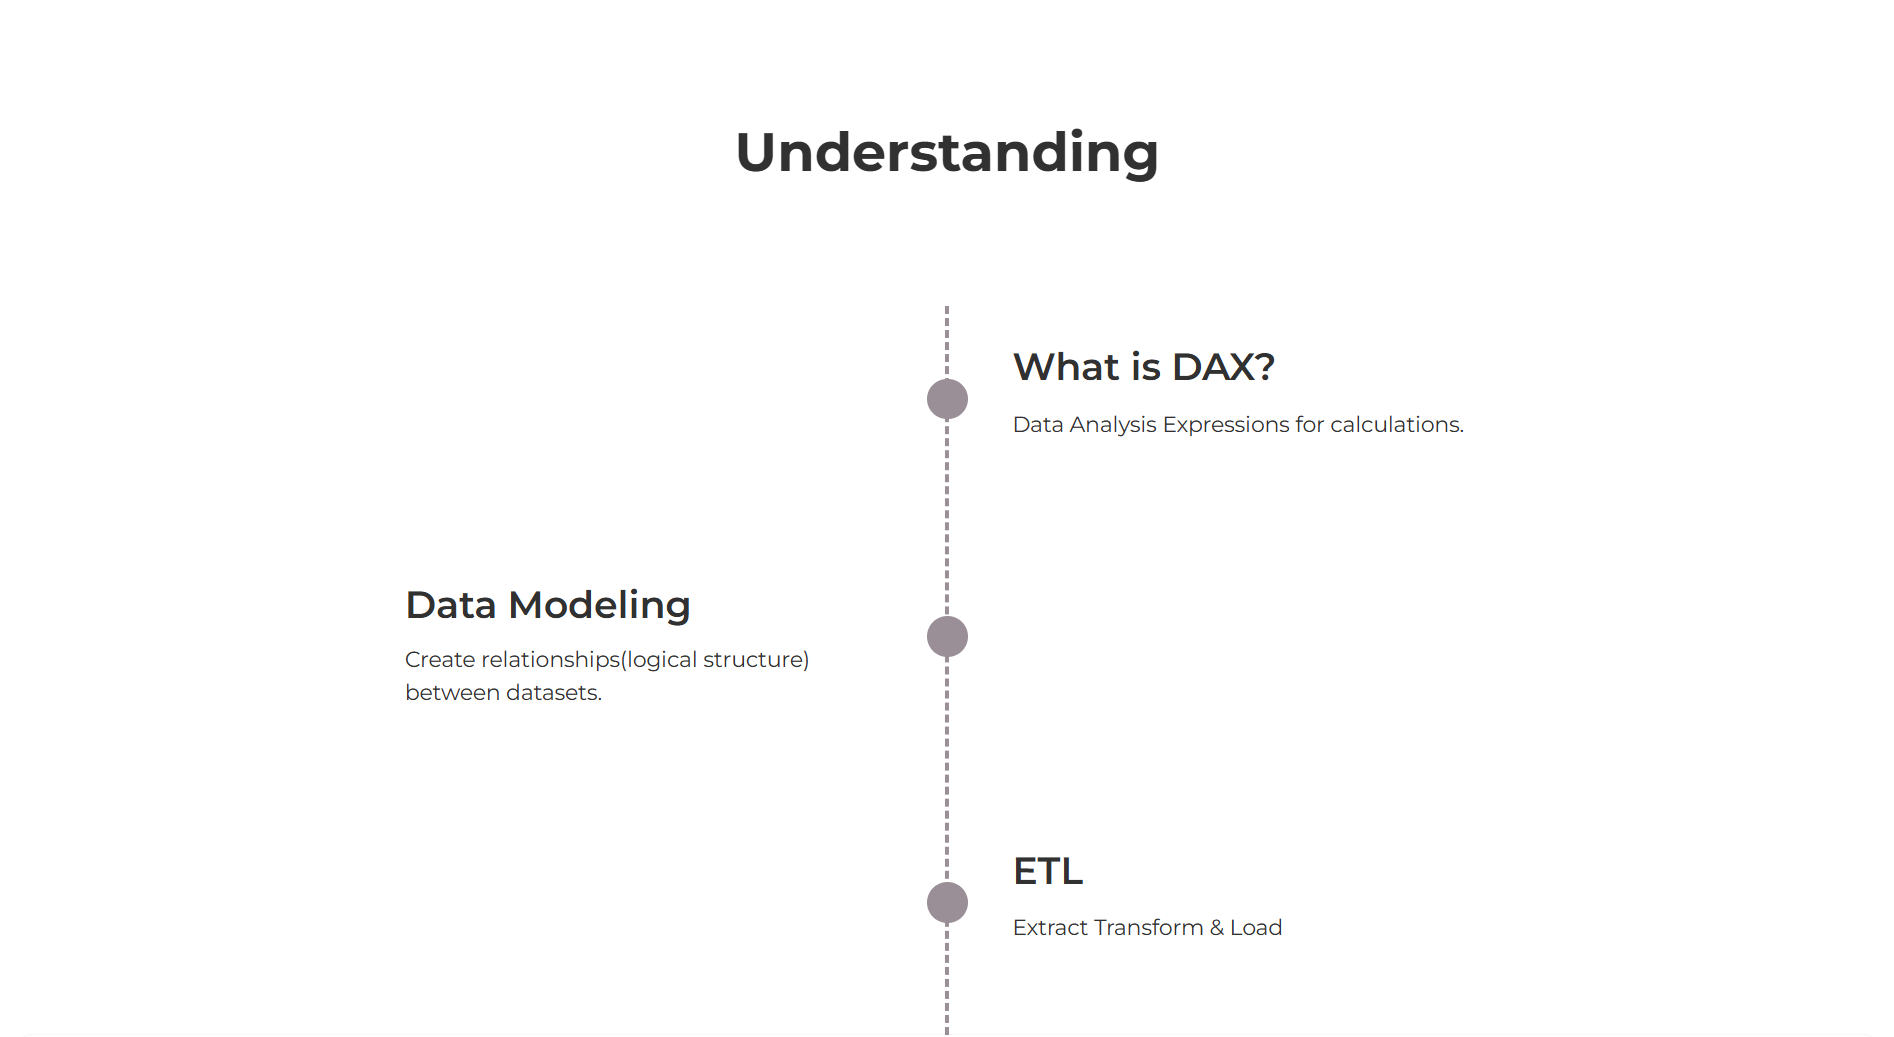 Understanding
What is DAX?
Data Analysis Expressions for calculations.
Data Modeling
Create relationships(logical structure)
between datasets.
ETL
Extract Transform & Load